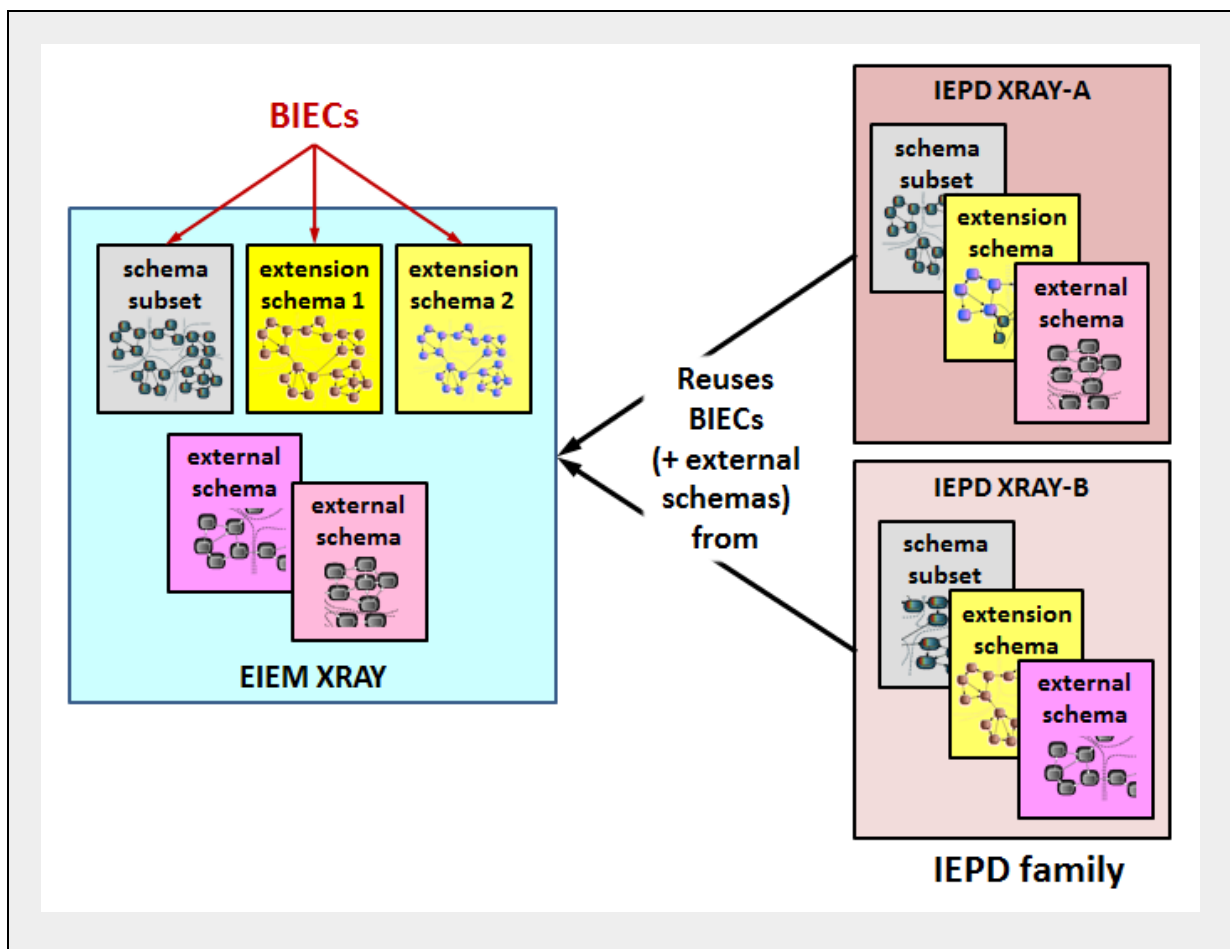 BIECs
schema
subset
extension
schema 1
extension
schema 2
external
schema
external
schema
EIEM XRAY
Reuses
BIECs
(+ external
schemas)
from
IEPD XRAY-A
schema
subset
extension
schema
external
schema
IEPD XRAY-B
schema
subset
extension
schema
external
schema
IEPD family